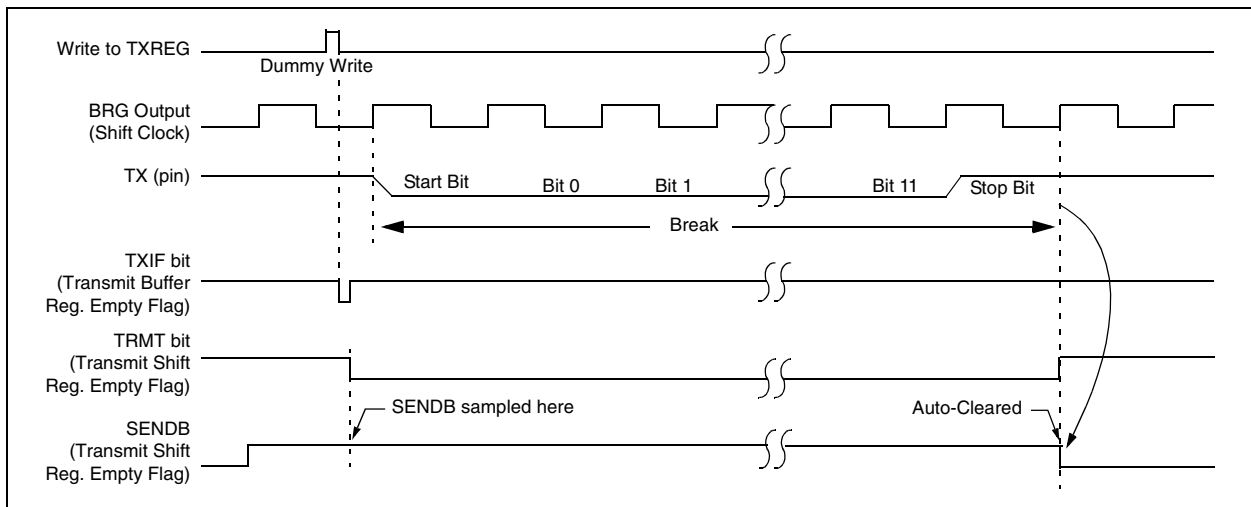 Write to TXREG
Dummy Write
BRG Output
(Shift Clock)
TX (pin)
Start Bit
Bit 0
Bit 1
Bit 11
Stop Bit
Break
TXIF bit
(Transmit Buffer
Reg. Empty Flag)
TRMT bit
(Transmit Shift
Reg. Empty Flag)
SENDB sampled here
Auto-Cleared
SENDB
(Transmit Shift
Reg. Empty Flag)